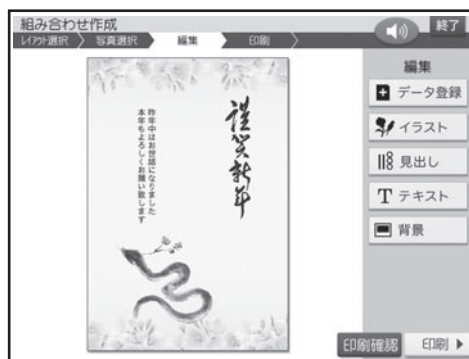 組み合わせ作成
終了
レイアウト選択
写真選択
編集
印刷
謹賀新年
昨年中はお世話になりました
本年もよろしくお願い致します
編集
データ登録
イラスト
見出し
T テキスト
背景
印刷確認
印刷